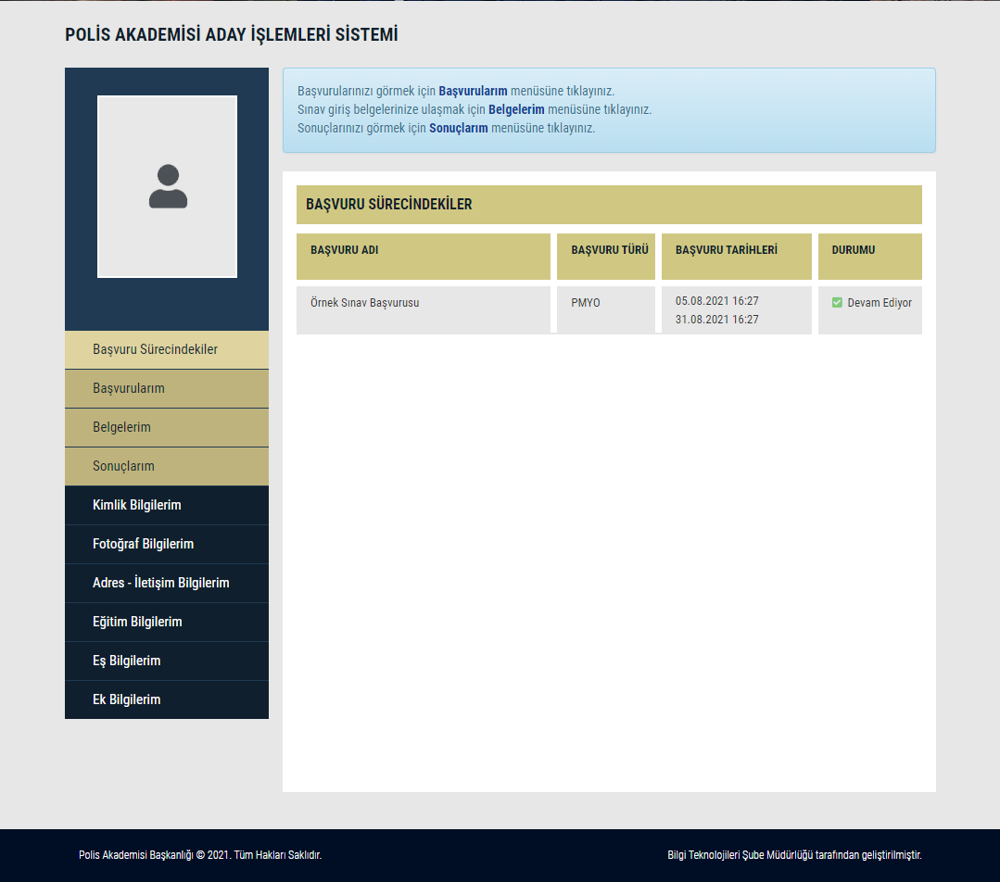 POLİS AKADEMİSİ ADAY İŞLEMLERİ SİSTEMİ
Başvurularınızı görmek için Başvurularım menüsüne tıklayınız.
Sınav giriş belgelerinize ulaşmak için Belgelerim menüsüne tıklayınız.
Sonuçlarınızı görmek için Sonuçlarım menüsüne tıklayınız.
Başvuru Sürecindekiler
Başvurularım
Belgelerim
Sonuçlarım
Kimlik Bilgilerim
Fotoğraf Bilgilerim
Adres - İletişim Bilgilerim
Eğitim Bilgilerim
Eş Bilgilerim
Ek Bilgilerim
BAŞVURU SÜRECİNDEKİLER
BAŞVURU ADI BAŞVURU TÜRÜ BAŞVURU TARİHLERİ DURUMU
Örnek Sınav Başvurusu PMYO 05.08.2021 16:27 Devam Ediyor
31.08.2021 16:27
Polis Akademisi Başkanlığı © 2021. Tüm Hakları Saklıdır. Bilgi Teknolojileri Şube Müdürlüğü tarafından geliştirilmiştir.